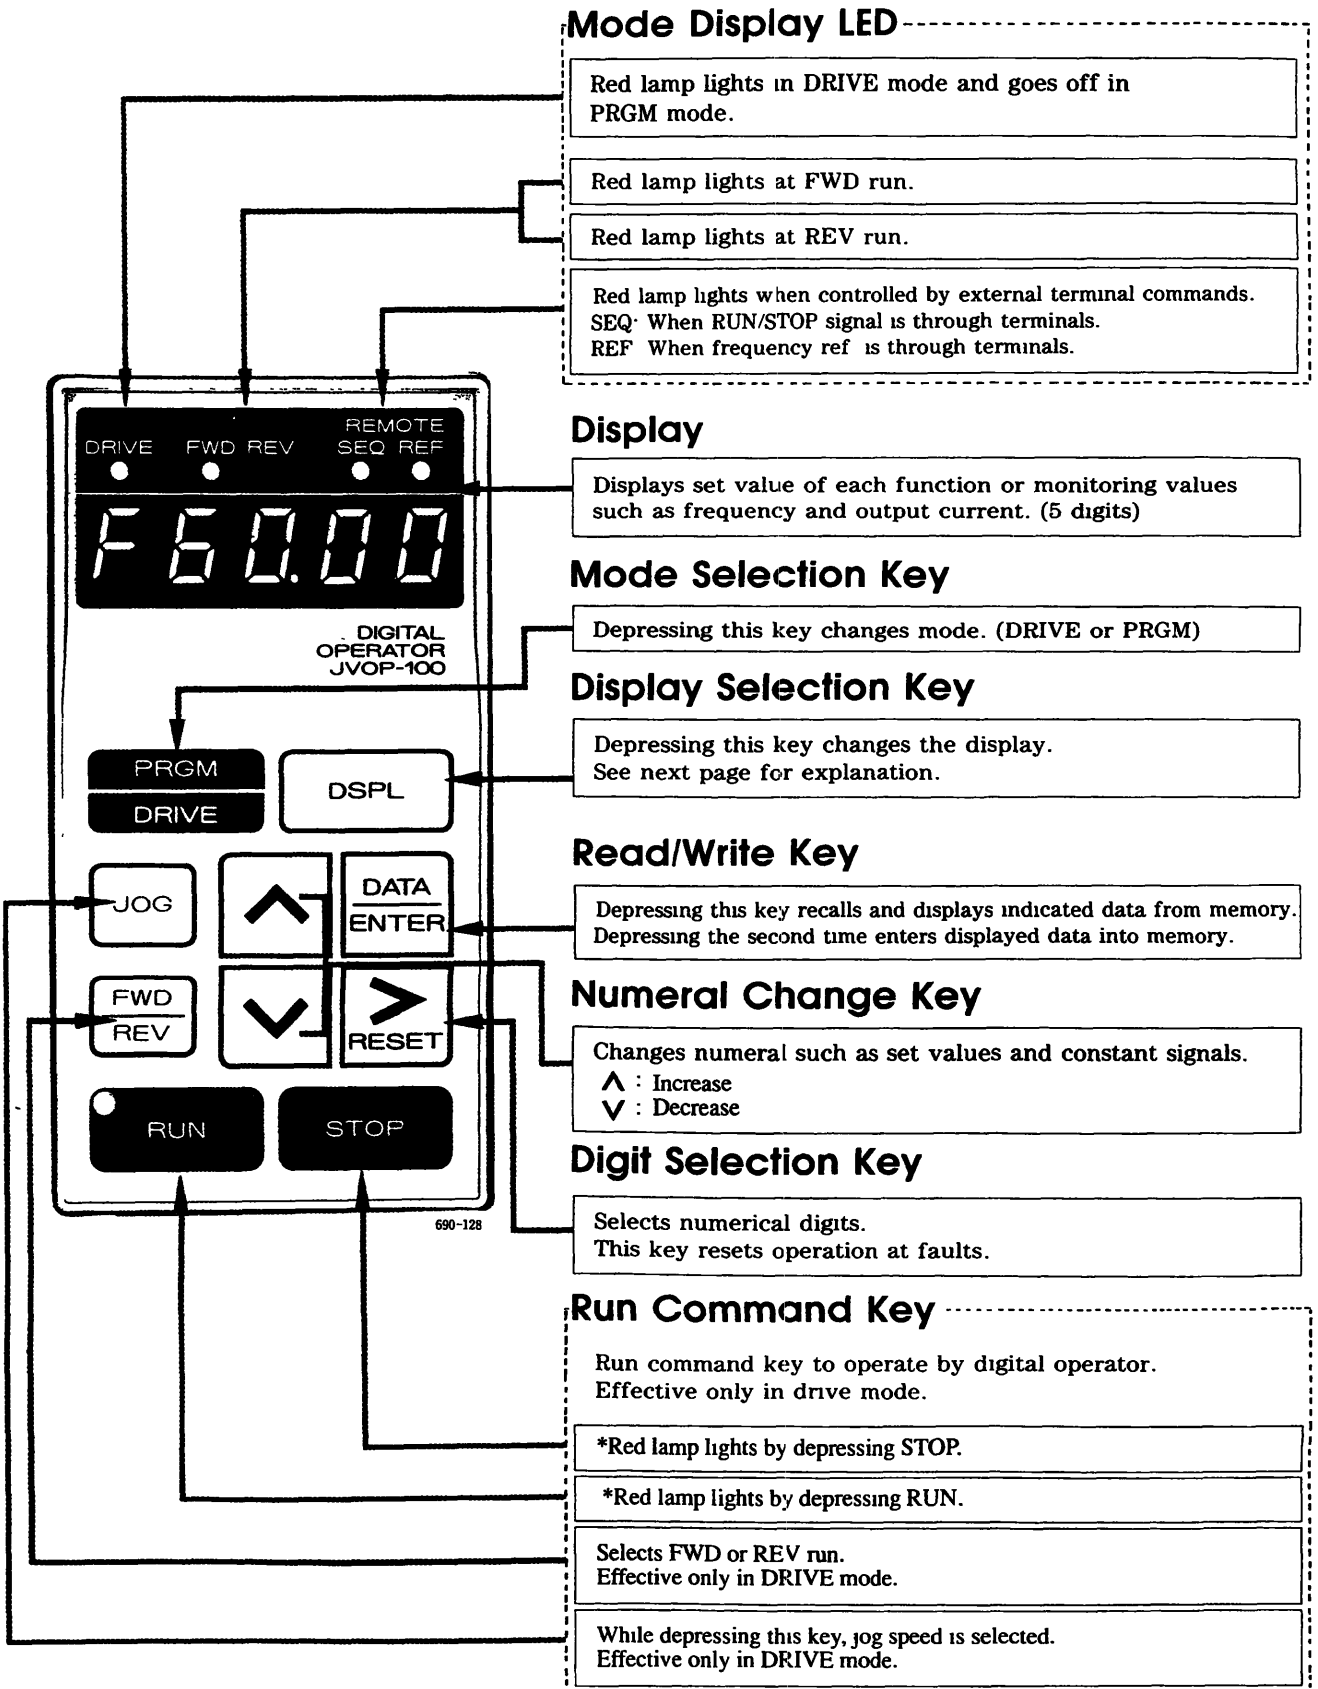 Mode Display LED
Red lamp lights in DRIVE mode and goes off in
PRGM mode.
Red lamp lights at FWD run.
Red lamp lights at REV run.
Red lamp lights when controlled by external terminal commands.
SEQ· When RUN/STOP signal is through terminals.
REF When frequency ref is through terminals.
REMOTE
DRIVE FWD REV SEQ REF
F60.00
DIGITAL
OPERATOR
JVOP-100
PRGM
DRIVE
DSPL
JOG
DATA
ENTER
FWD
REV
>
RESET
RUN
STOP
690-128
Display
Displays set value of each function or monitoring values
such as frequency and output current. (5 digits)
Mode Selection Key
Depressing this key changes mode. (DRIVE or PRGM)
Display Selection Key
Depressing this key changes the display.
See next page for explanation.
Read/Write Key
Depressing this key recalls and displays indicated data from memory.
Depressing the second time enters displayed data into memory.
Numeral Change Key
Changes numeral such as set values and constant signals.
∧ : Increase
∨ : Decrease
Digit Selection Key
Selects numerical digits.
This key resets operation at faults.
Run Command Key
Run command key to operate by digital operator.
Effective only in drive mode.
*Red lamp lights by depressing STOP.
*Red lamp lights by depressing RUN.
Selects FWD or REV run.
Effective only in DRIVE mode.
While depressing this key, jog speed is selected.
Effective only in DRIVE mode.